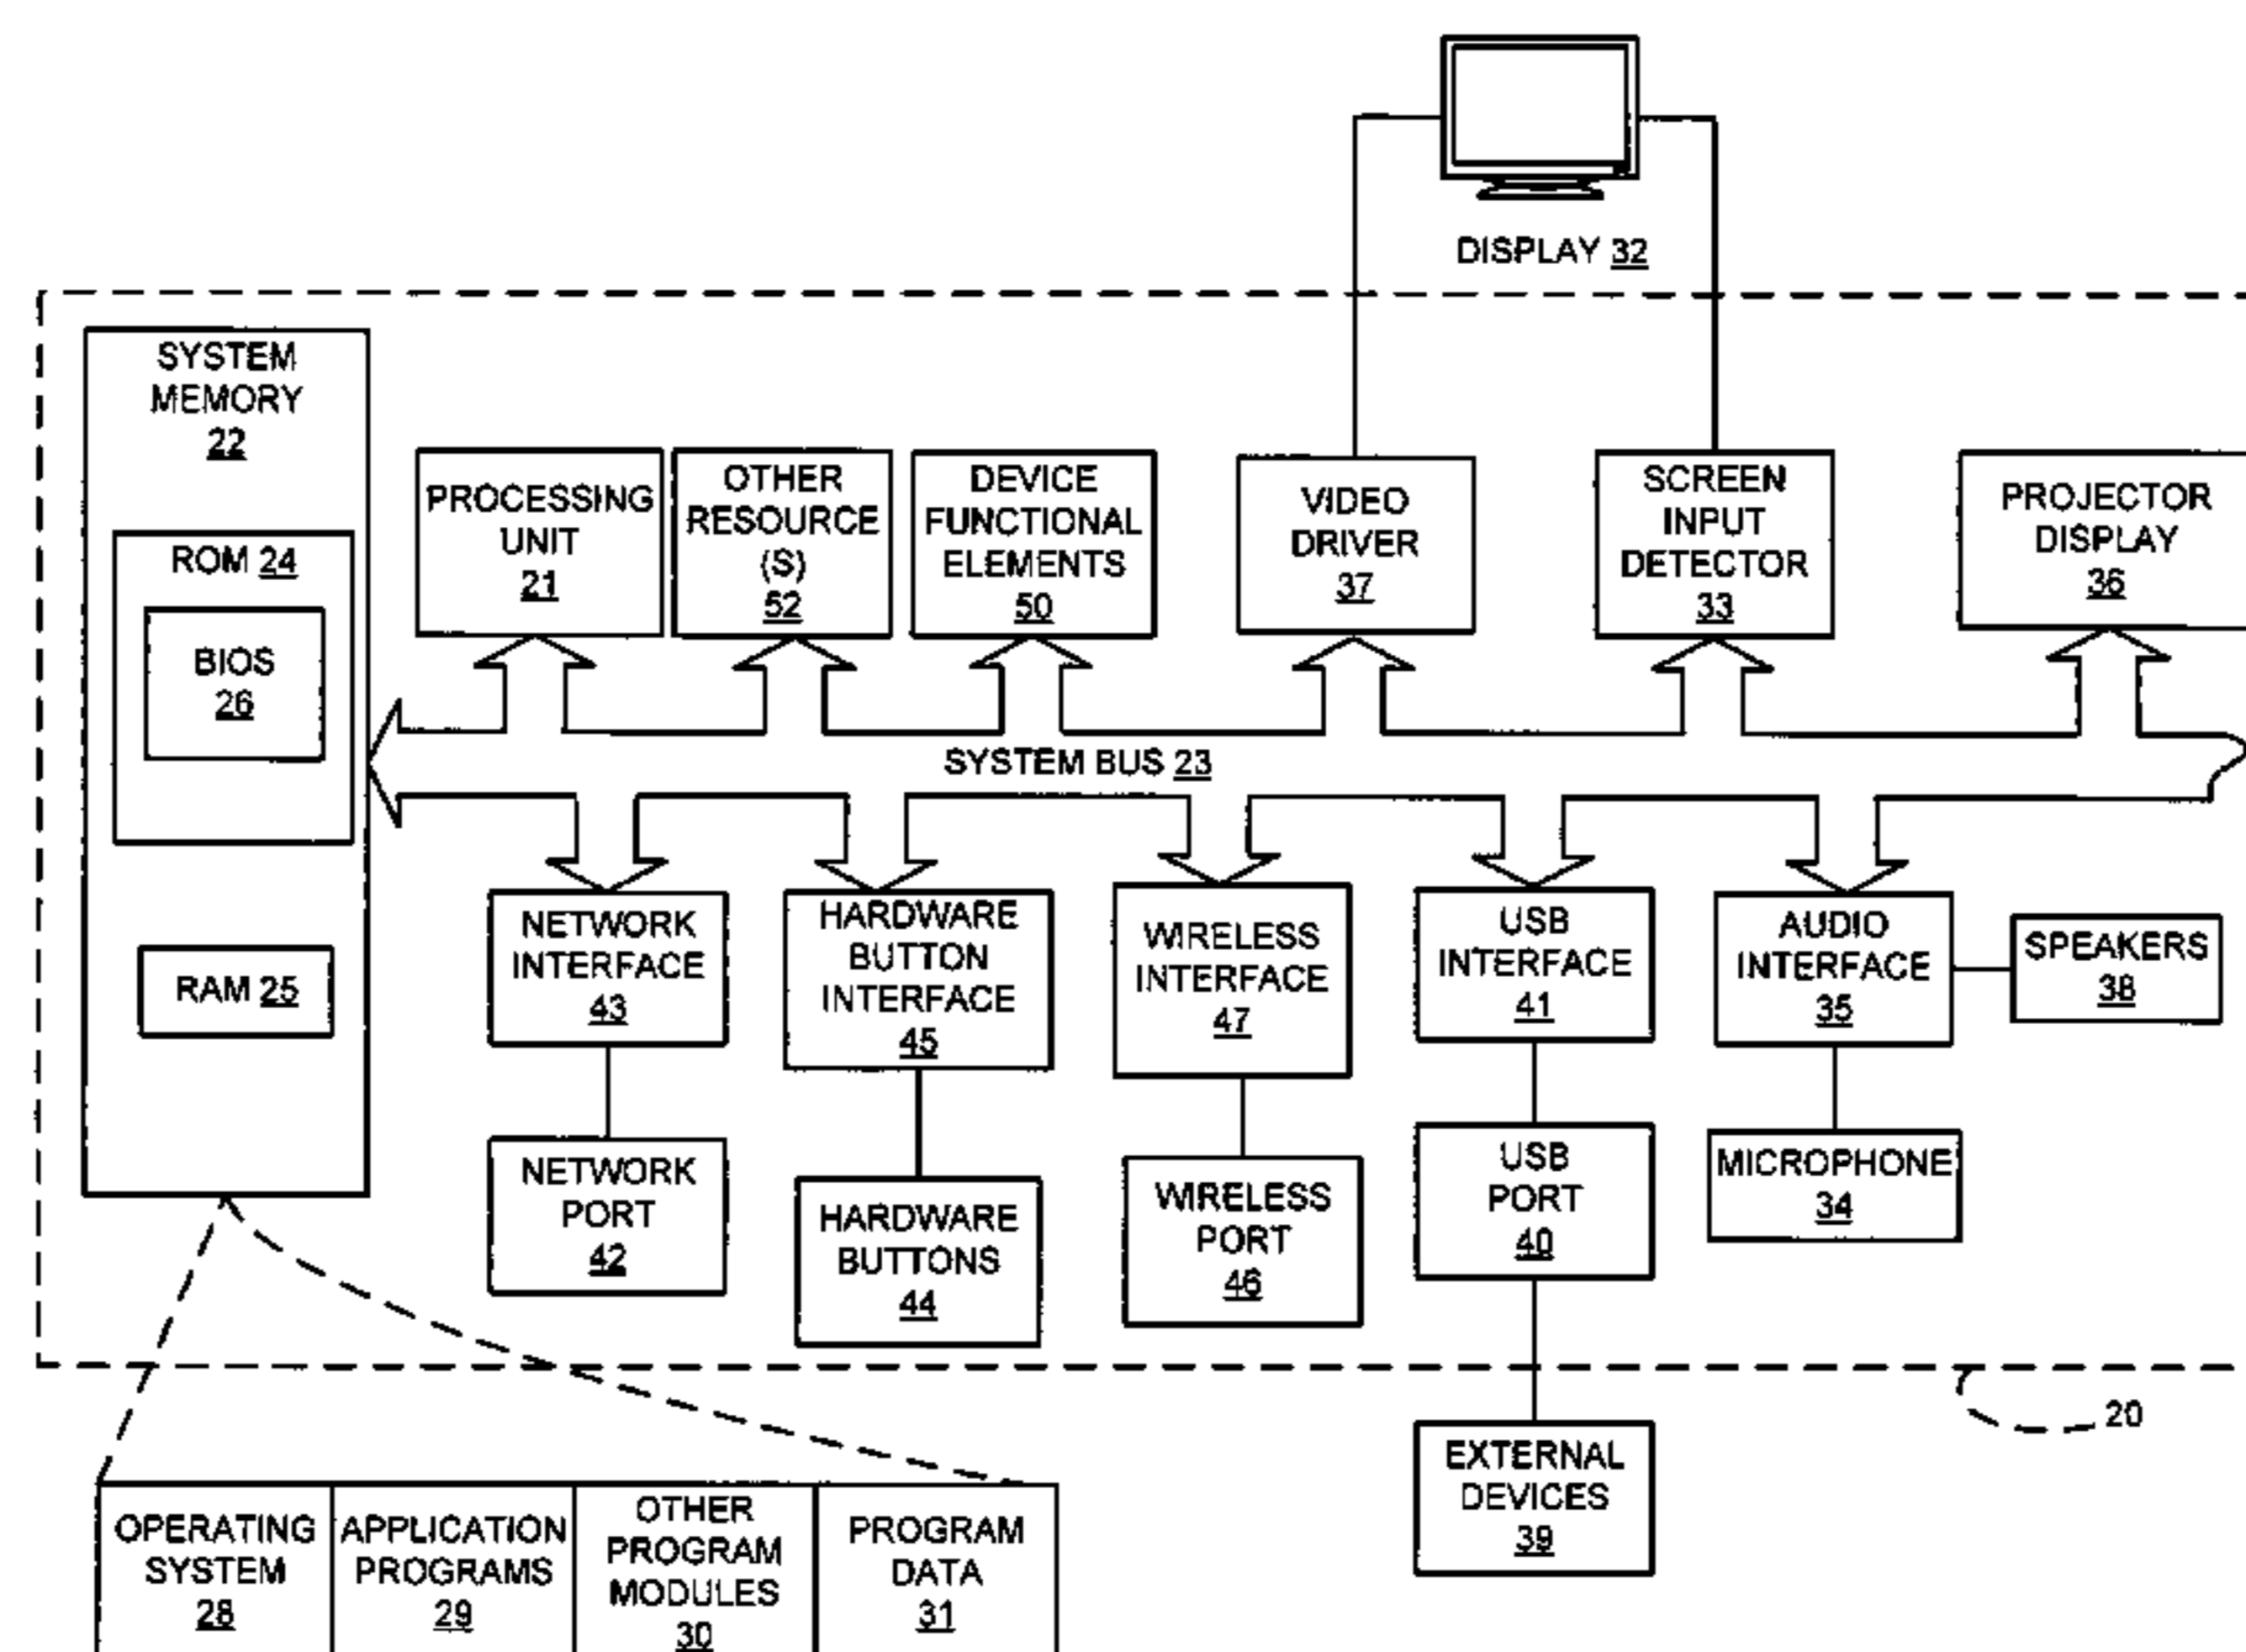 DISPLAY 32
SYSTEM
MEMORY
22
ROM 24
BIOS
26
RAM 25
PROCESSING
UNIT
21
OTHER
RESOURCE
(S)
52
DEVICE
FUNCTIONAL
ELEMENTS
50
VIDEO
DRIVER
37
SCREEN
INPUT
DETECTOR
33
PROJECTOR
DISPLAY
36
SYSTEM BUS 23
NETWORK
INTERFACE
43
HARDWARE
BUTTON
INTERFACE
45
WIRELESS
INTERFACE
47
USB
INTERFACE
41
AUDIO
INTERFACE
35
SPEAKERS
38
NETWORK
PORT
42
HARDWARE
BUTTONS
44
WIRELESS
PORT
46
USB
PORT
40
MICROPHONE
34
20
EXTERNAL
DEVICES
39
OPERATING
SYSTEM
28
APPLICATION
PROGRAMS
29
OTHER
PROGRAM
MODULES
30
PROGRAM
DATA
31